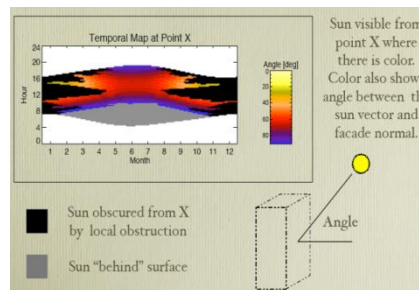 Temporal Map at Point X
24
20
16
12
8
4
0
Hour
1 2 3 4 5 6 7 8 9 10 11 12
Month
Angle [deg]
0
20
40
60
80
Sun visible from
point X where
there is color.
Color also show
angle between th
sun vector and
facade normal.
Angle
Sun obscured from X
by local obstruction
Sun "behind" surface